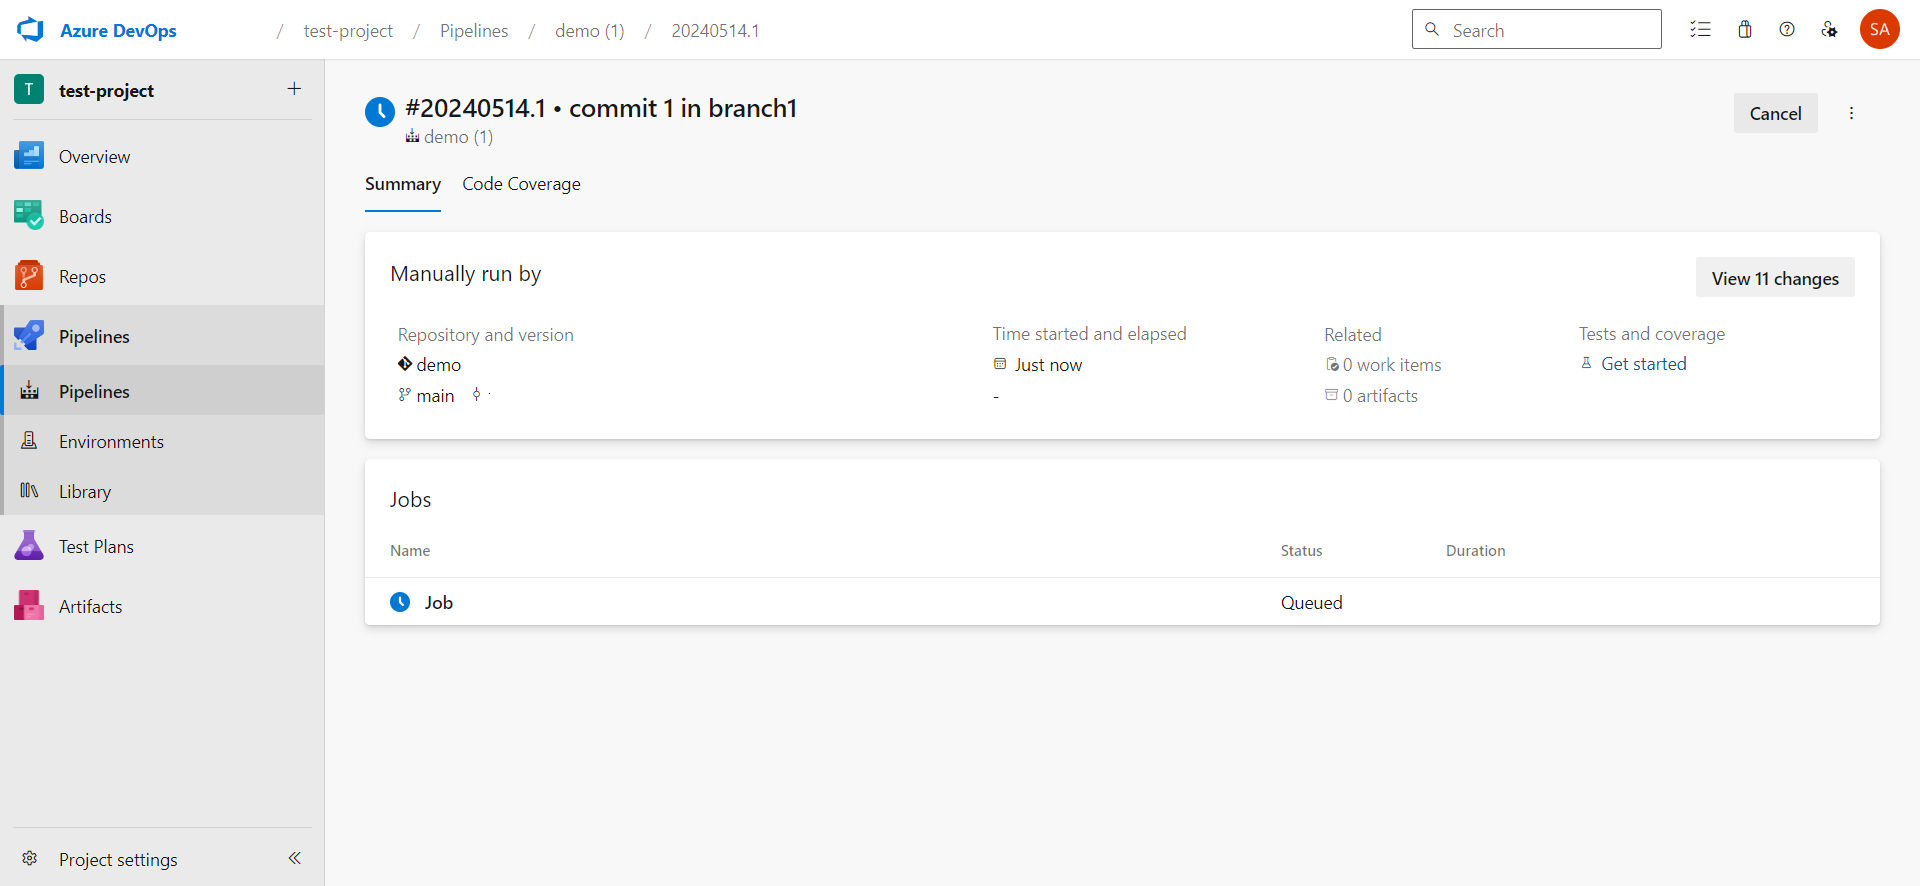 Azure DevOps / test-project / Pipelines / demo (1) / 20240514.1 Search SA
T test-project +
Overview
Boards
Repos
Pipelines
Pipelines
Environments
Library
Test Plans
Artifacts
Project settings
#20240514.1 • commit 1 in branch1
demo (1)
Cancel
Summary Code Coverage
Manually run by
View 11 changes
Repository and version Time started and elapsed Related Tests and coverage
demo Just now 0 work items Get started
main - 0 artifacts
Jobs
Name Status Duration
Job Queued